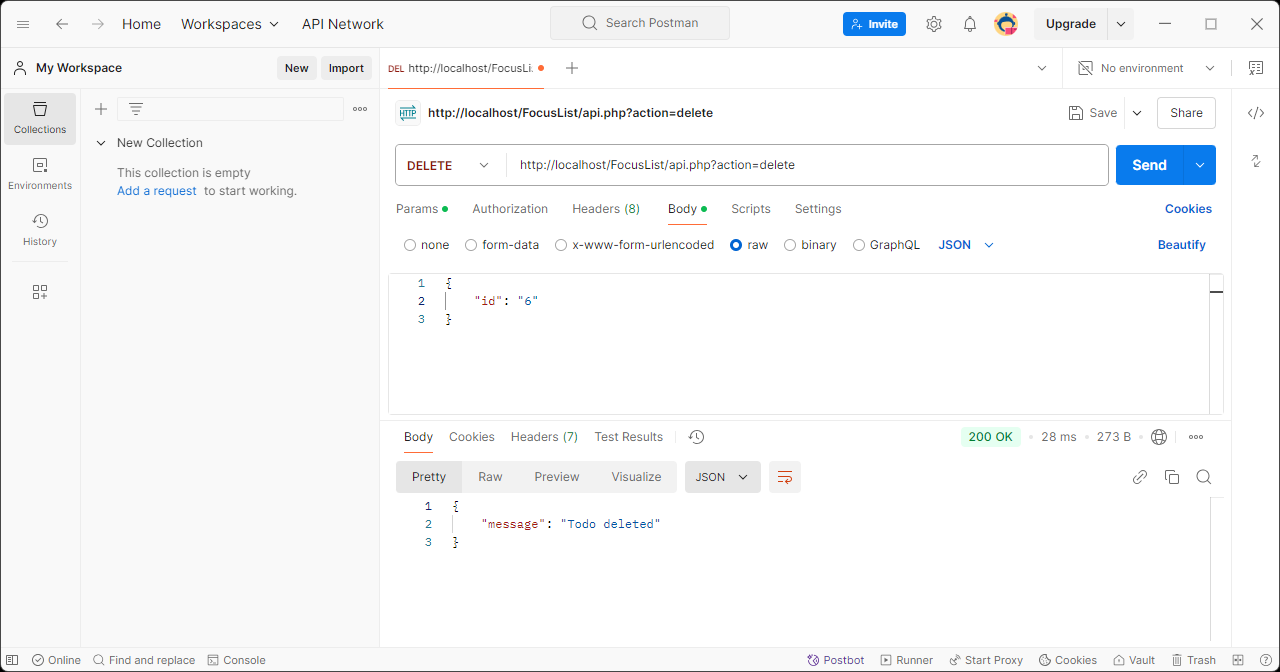 Home Workspaces API Network Search Postman Invite Upgrade
My Workspace New Import DEL http://localhost/FocusLi. No environment
Collections
Environments
History
New Collection
This collection is empty
Add a request to start working.
HTTP http://localhost/FocusList/api.php?action=delete Save Share
DELETE http://localhost/FocusList/api.php?action=delete Send
Params Authorization Headers (8) Body Scripts Settings Cookies
none form-data x-www-form-urlencoded raw binary GraphQL JSON Beautify
1 {
2 "id": "6"
3 }
Body Cookies Headers (7) Test Results 200 OK • 28 ms • 273 B •
Pretty Raw Preview Visualize JSON
1 {
2 "message": "Todo deleted"
3 }
Online Find and replace Console Postbot Runner Start Proxy Cookies Vault Trash